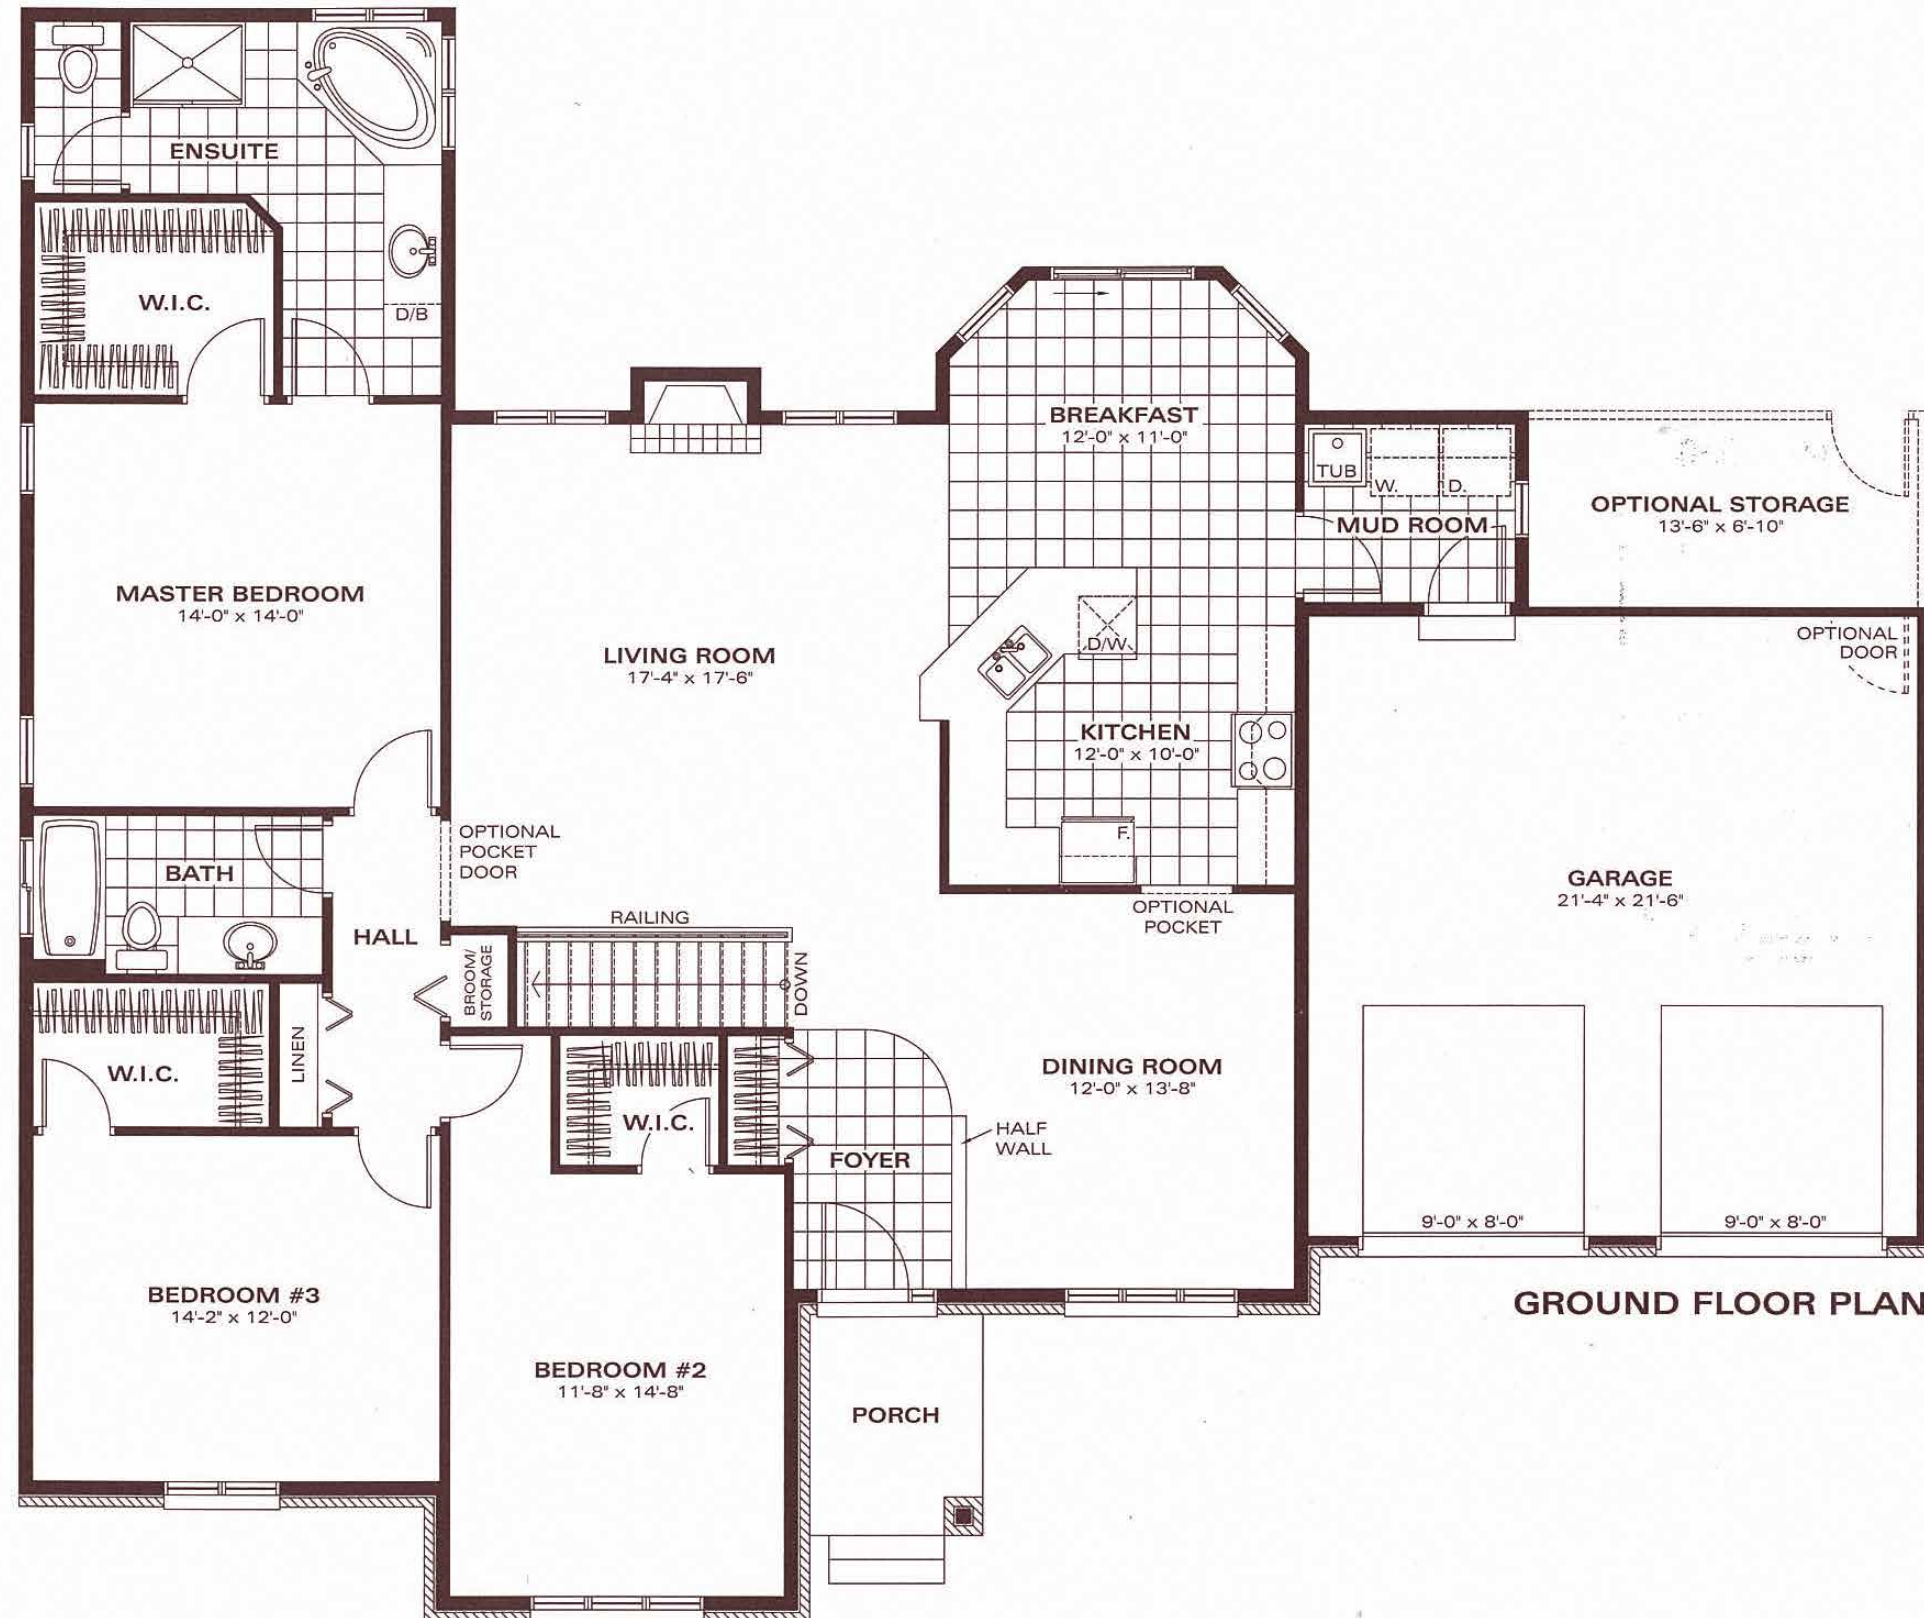 ENSUITE
W.I.C.
D/B
BREAKFAST
12'-0" x 11'-0"
TUB
W.
D.
MUD ROOM
OPTIONAL STORAGE
13'-6" x 6'-10"
MASTER BEDROOM
14'-0" x 14'-0"
LIVING ROOM
17'-4" x 17'-6"
D/W
OPTIONAL
DOOR
KITCHEN
12'-0" x 10'-0"
F.
OPTIONAL
POCKET
DOOR
BATH
GARAGE
21'-4" x 21'-6"
OPTIONAL
POCKET
RAILING
HALL
BROOM/
STORAGE
DOWN
LINEN
W.I.C.
W.I.C.
DINING ROOM
12'-0" x 13'-8"
HALF
WALL
FOYER
9'-0" x 8'-0"
9'-0" x 8'-0"
BEDROOM #3
14'-2" x 12'-0"
GROUND FLOOR PLAN
BEDROOM #2
11'-8" x 14'-8"
PORCH